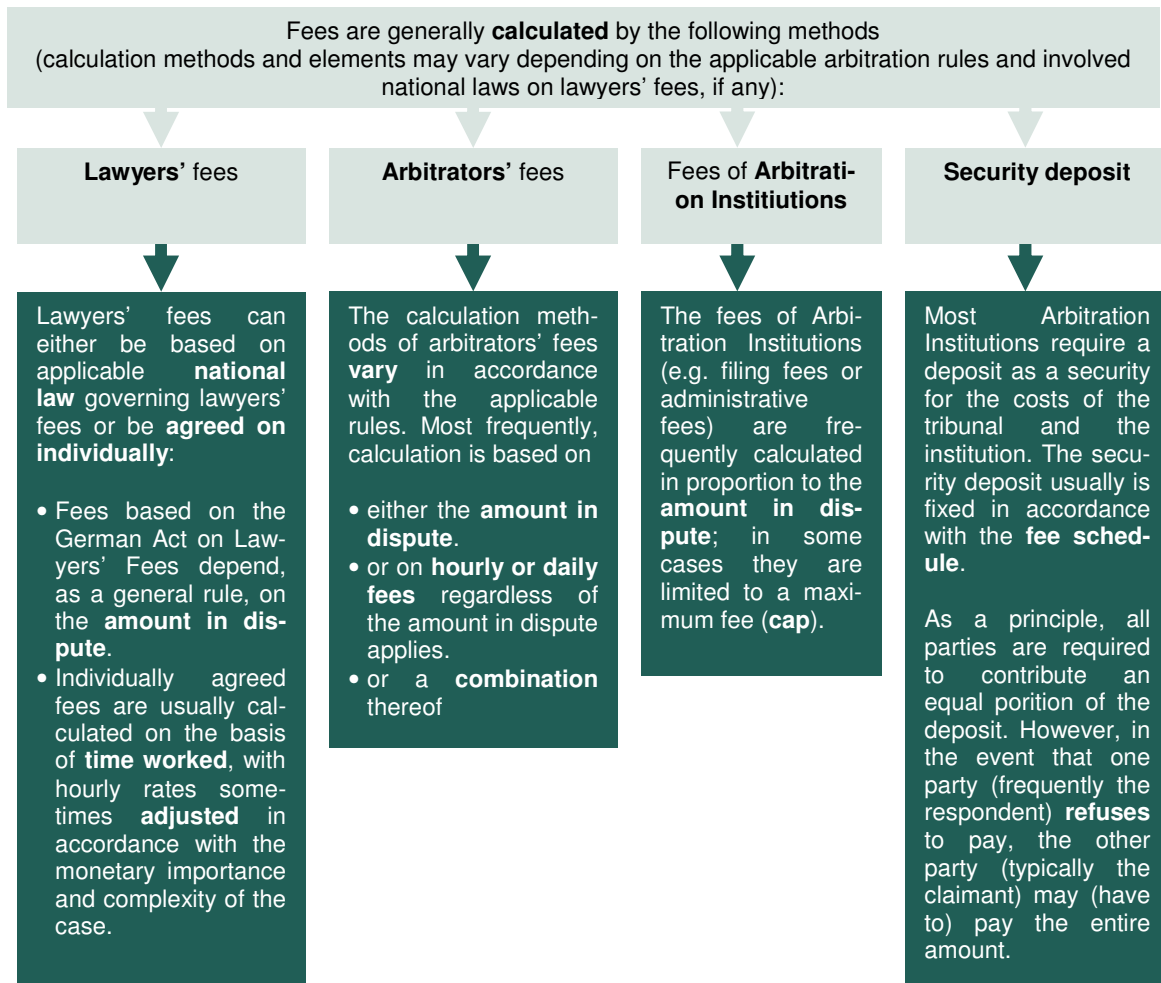 Fees are generally calculated by the following methods
(calculation methods and elements may vary depending on the applicable arbitration rules and involved
national laws on lawyers’ fees, if any):
Lawyers’ fees
Lawyers’ fees can
either be based on
applicable national
law governing lawyers’
fees or be agreed on
individually:
• Fees based on the
German Act on Law-
yers’ Fees depend,
as a general rule, on
the amount in dis-
pute.
• Individually agreed
fees are usually cal-
culated on the basis
of time worked, with
hourly rates some-
times adjusted in
accordance with the
monetary importance
and complexity of the
case.
Arbitrators’ fees
The calculation meth-
ods of arbitrators’ fees
vary in accordance
with the applicable
rules. Most frequently,
calculation is based on
• either the amount in
dispute.
• or on hourly or daily
fees regardless of
the amount in dispute
applies.
• or a combination
thereof
Fees of Arbitrati-
on Institiutions
The fees of Arbi-
tration Institutions
(e.g. filing fees or
administrative
fees) are fre-
quently calculated
in proportion to the
amount in dis-
pute; in some
cases they are
limited to a maxi-
mum fee (cap).
Security deposit
Most Arbitration
Institutions require a
deposit as a security
for the costs of the
tribunal and the
institution. The secu-
rity deposit usually is
fixed in accordance
with the fee sched-
ule.
As a principle, all
parties are required
to contribute an
equal porition of the
deposit. However, in
the event that one
party (frequently the
respondent) refuses
to pay, the other
party (typically the
claimant) may (have
to) pay the entire
amount.